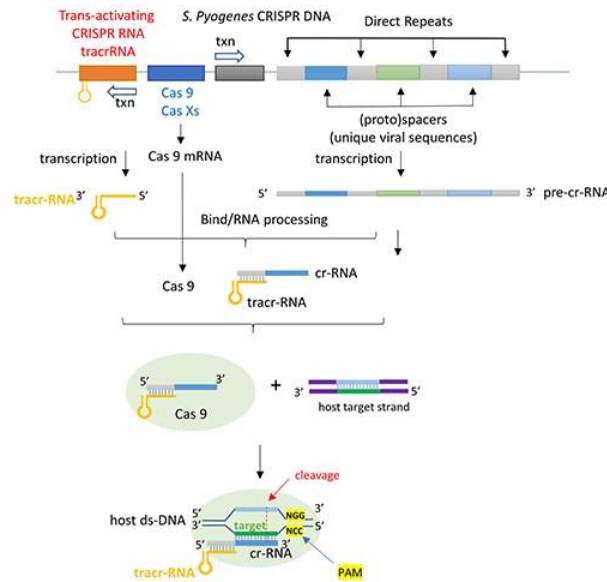 Trans-activating
CRISPR RNA
tracrRNA
S. Pyogenes CRISPR DNA
txn
Direct Repeats
txn
Cas 9
Cas Xs
(proto)spacers
(unique viral sequences)
transcription
Cas 9 mRNA
transcription
tracr-RNA
3’
5’
5’
3’ pre-cr-RNA
Bind/RNA processing
cr-RNA
Cas 9
tracr-RNA
5’
3’
Cas 9
+
3’
5’
host target strand
cleavage
5’
3’
NGG
host ds-DNA
3’
target
NCC
5’
5’
3’
cr-RNA
tracr-RNA
PAM